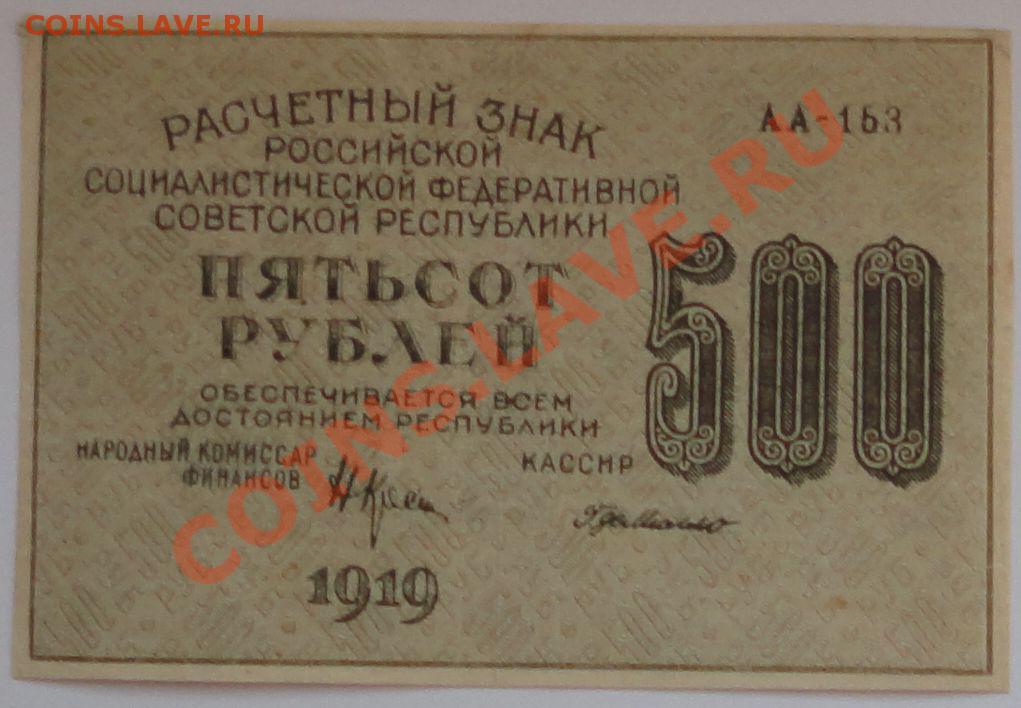 COINS.LAVE.RU
РАСЧЕТНЫЙ ЗНАК
РОССИЙСКОЙ
СОЦИАЛИСТИЧЕСКОЙ ФЕДЕРАТИВНОЙ
СОВЕТСКОЙ РЕСПУБЛИКИ
АА-153
ПЯТЬСОТ
РУБЛЕЙ
500
ОБЕСПЕЧИВАЕТСЯ ВСЕМ
ДОСТОЯНИЕМ РЕСПУБЛИКИ
НАРОДНЫЙ КОМИССАР
ФИНАНСОВ
КАССИР
1919
COINS.LAVE.RU